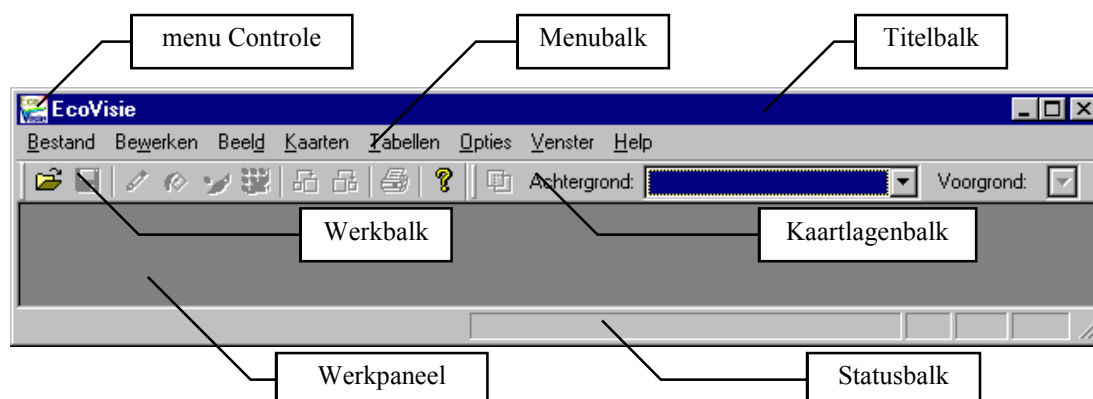 menu Controle Menubalk Titelbalk
EcoVisie
Bestand Bewerken Beeld Kaarten Tabellen Opties Venster Help
Achtergrond: Voorgrond:
Werkbalk Kaartlagenbalk
Werkpaneel Statusbalk